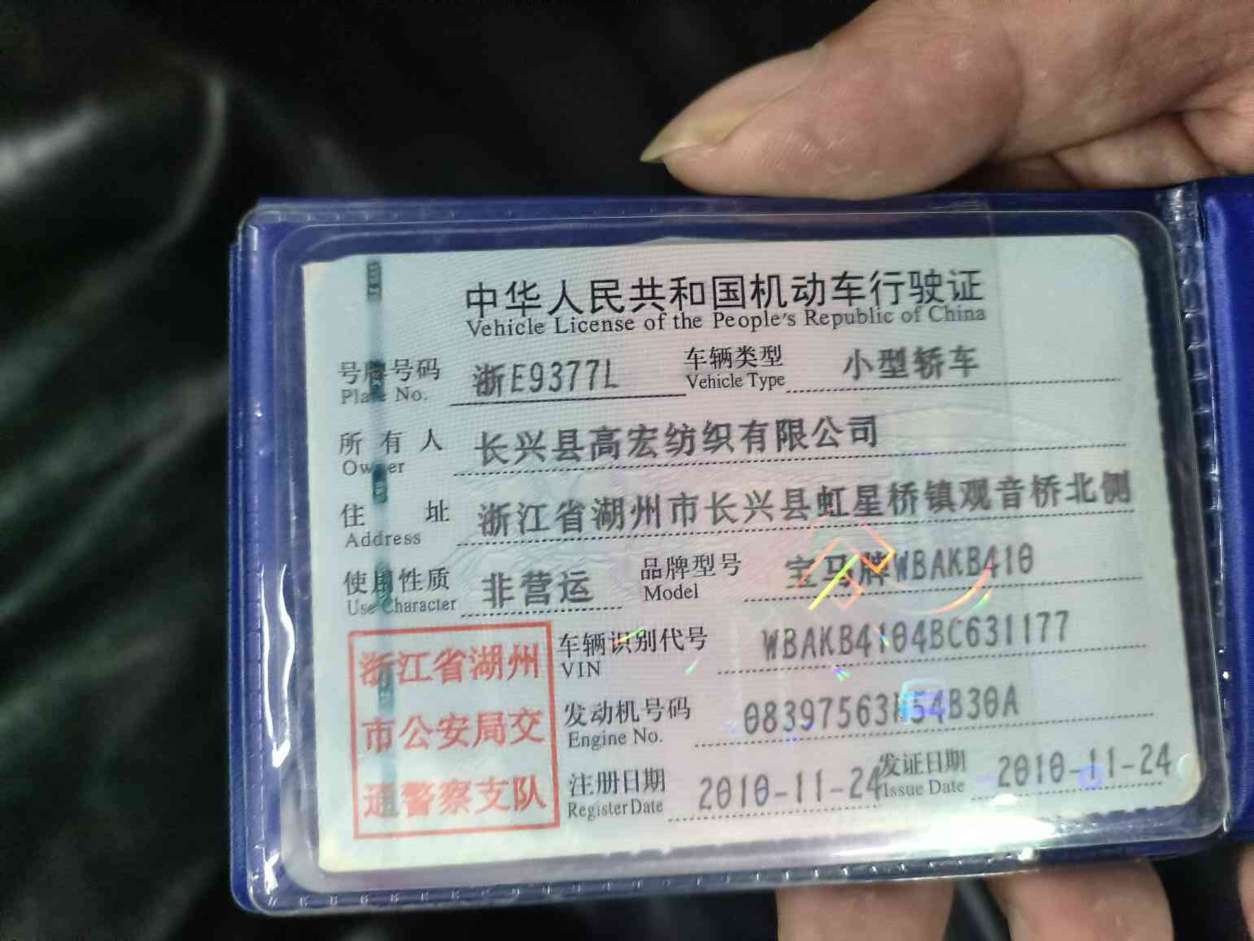 中华人民共和国机动车行驶证
Vehicle License of the People's Republic of China
号牌号码 浙E9377L 车辆类型 小型轿车
Plate No. Vehicle Type
所有人 长兴县高宏纺织有限公司
Owner
住址 浙江省湖州市长兴县虹星桥镇观音桥北侧
Address
使用性质 非营运 品牌型号 宝马牌WBAKB410
Use Character Model
浙江省湖州 车辆识别代号 WBAKB4104BC631177
VIN
市公安局交 发动机号码 08397563N54B30A
Engine No.
通警察支队 注册日期 2010-11-24 发证日期 2010-11-24
Register Date Issue Date